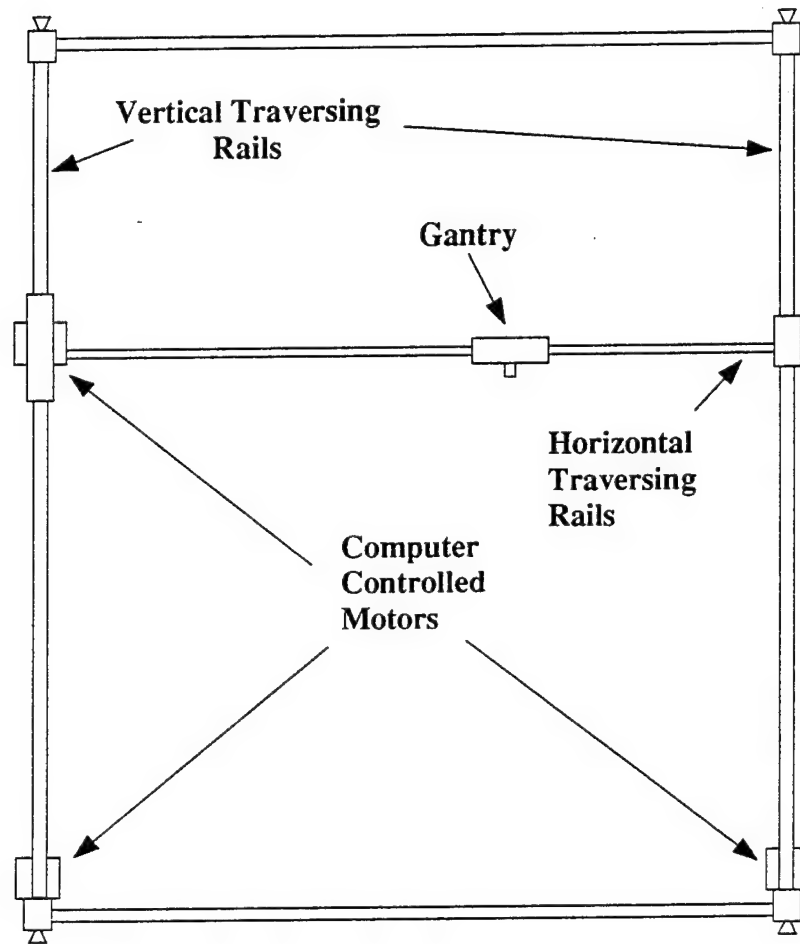 Vertical Traversing
Rails
Gantry
Horizontal
Traversing
Rails
Computer
Controlled
Motors